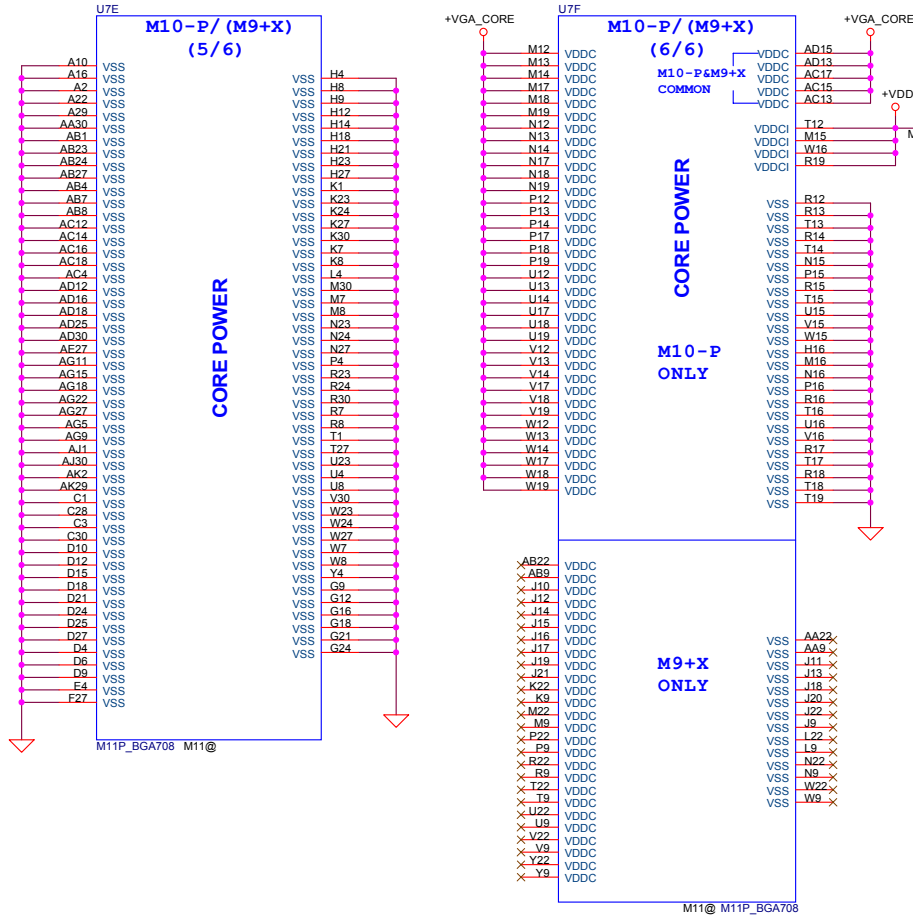 U7E
M10-P/(M9+X)
(5/6)
A10 VSS
A16 VSS
A2 VSS
A22 VSS
A29 VSS
AA30 VSS
AB1 VSS
AB23 VSS
AB24 VSS
AB27 VSS
AB4 VSS
AB7 VSS
AB8 VSS
AC12 VSS
AC14 VSS
AC16 VSS
AC18 VSS
AC4 VSS
AD12 VSS
AD16 VSS
AD18 VSS
AD25 VSS
AD30 VSS
AE27 VSS
AG11 VSS
AG15 VSS
AG18 VSS
AG22 VSS
AG27 VSS
AG5 VSS
AG9 VSS
AJ1 VSS
AJ30 VSS
AK2 VSS
AK29 VSS
C1 VSS
C28 VSS
C3 VSS
C30 VSS
D10 VSS
D12 VSS
D15 VSS
D18 VSS
D21 VSS
D24 VSS
D25 VSS
D27 VSS
D4 VSS
D6 VSS
D9 VSS
E4 VSS
F27 VSS
CORE POWER
VSS H4
VSS H8
VSS H9
VSS H12
VSS H14
VSS H18
VSS H21
VSS H23
VSS H27
VSS K1
VSS K23
VSS K24
VSS K27
VSS K30
VSS K7
VSS K8
VSS L4
VSS M30
VSS M7
VSS M8
VSS N23
VSS N24
VSS N27
VSS P4
VSS R23
VSS R24
VSS R30
VSS R7
VSS R8
VSS T1
VSS T27
VSS U23
VSS U4
VSS U8
VSS V30
VSS W23
VSS W24
VSS W27
VSS W7
VSS W8
VSS Y4
VSS G9
VSS G12
VSS G16
VSS G18
VSS G21
VSS G24
M11P_BGA708 M11@
U7F
+VGA_CORE
M10-P/(M9+X)
(6/6)
+VGA_CORE
M12 VDDC
M13 VDDC
M14 VDDC
M17 VDDC
M18 VDDC
M19 VDDC
N12 VDDC
N13 VDDC
N14 VDDC
N17 VDDC
N18 VDDC
N19 VDDC
P12 VDDC
P13 VDDC
P14 VDDC
P17 VDDC
P18 VDDC
P19 VDDC
U12 VDDC
U13 VDDC
U14 VDDC
U17 VDDC
U18 VDDC
U19 VDDC
V12 VDDC
V13 VDDC
V14 VDDC
V17 VDDC
V18 VDDC
V19 VDDC
W12 VDDC
W13 VDDC
W14 VDDC
W17 VDDC
W18 VDDC
W19 VDDC
M10-P&M9+X
COMMON
CORE POWER
M10-P
ONLY
VDDC AD15
VDDC AD13
VDDC AC17
VDDC AC15
VDDC AC13
+VDD
VDDCI T12
M
VDDCI M15
VDDCI W16
VDDCI R19
VSS R12
VSS R13
VSS T13
VSS R14
VSS T14
VSS N15
VSS P15
VSS R15
VSS T15
VSS U15
VSS V15
VSS W15
VSS H16
VSS M16
VSS N16
VSS P16
VSS R16
VSS T16
VSS U16
VSS V16
VSS R17
VSS T17
VSS R18
VSS T18
VSS T19
AB22 VDDC
AB9 VDDC
J10 VDDC
J12 VDDC
J14 VDDC
J15 VDDC
J16 VDDC
J17 VDDC
J19 VDDC
J21 VDDC
K22 VDDC
K9 VDDC
M22 VDDC
M9 VDDC
P22 VDDC
P9 VDDC
R22 VDDC
R9 VDDC
T22 VDDC
T9 VDDC
U22 VDDC
U9 VDDC
V22 VDDC
V9 VDDC
Y22 VDDC
Y9 VDDC
M9+X
ONLY
VSS AA22
VSS AA9
VSS J11
VSS J13
VSS J18
VSS J20
VSS J22
VSS J9
VSS L22
VSS L9
VSS N22
VSS N9
VSS W22
VSS W9
M11@ M11P_BGA708